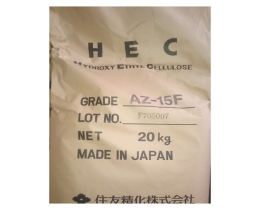 HEC
HYDROXY ETHYL CELLULOSE
GRADE AZ-15F
LOT NO.
NET 20kg
MADE IN JAPAN
住友精化株式会社